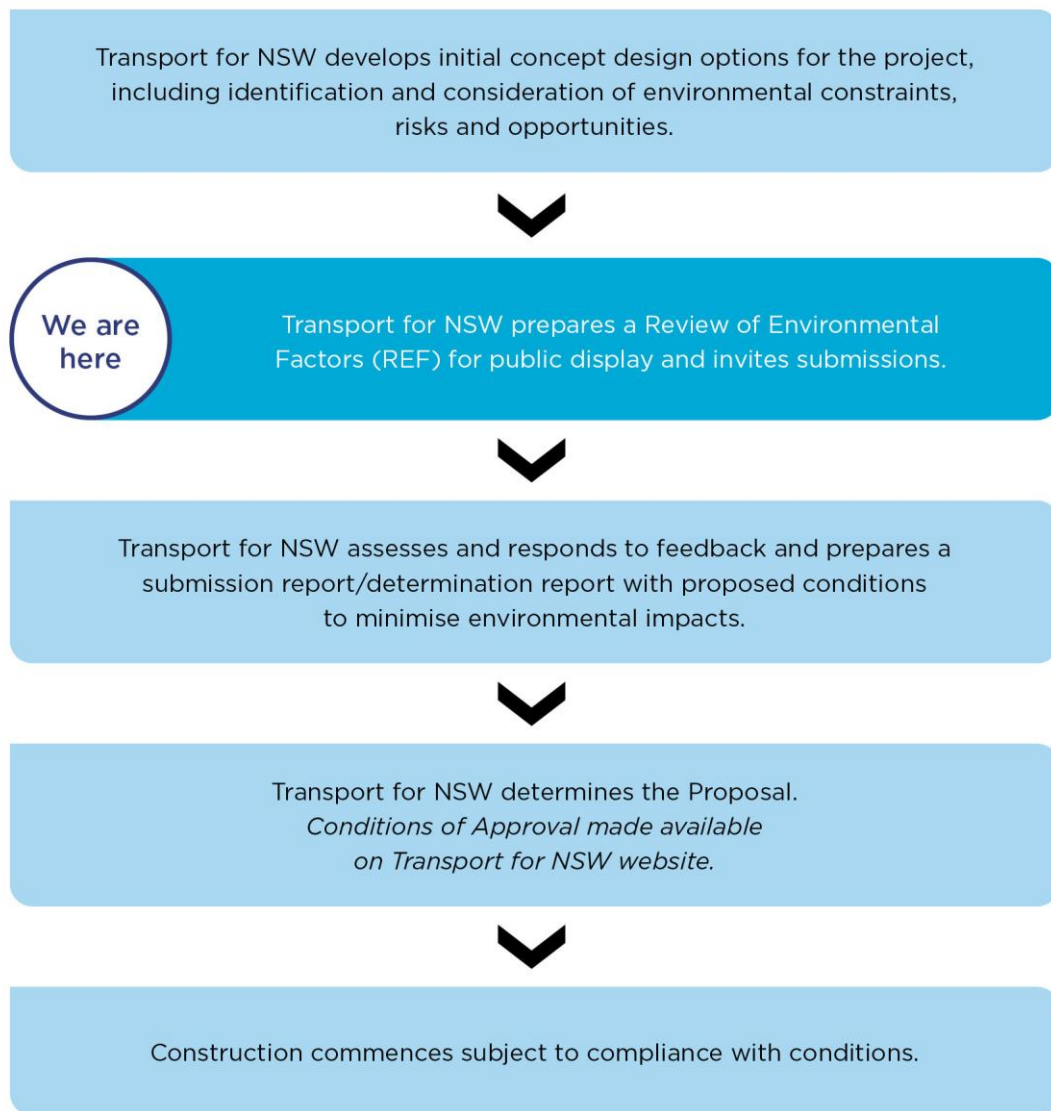 Transport for NSW develops initial concept design options for the project,
including identification and consideration of environmental constraints,
risks and opportunities.
We are
here
Transport for NSW prepares a Review of Environmental
Factors (REF) for public display and invites submissions.
Transport for NSW assesses and responds to feedback and prepares a
submission report/determination report with proposed conditions
to minimise environmental impacts.
Transport for NSW determines the Proposal.
Conditions of Approval made available
on Transport for NSW website.
Construction commences subject to compliance with conditions.